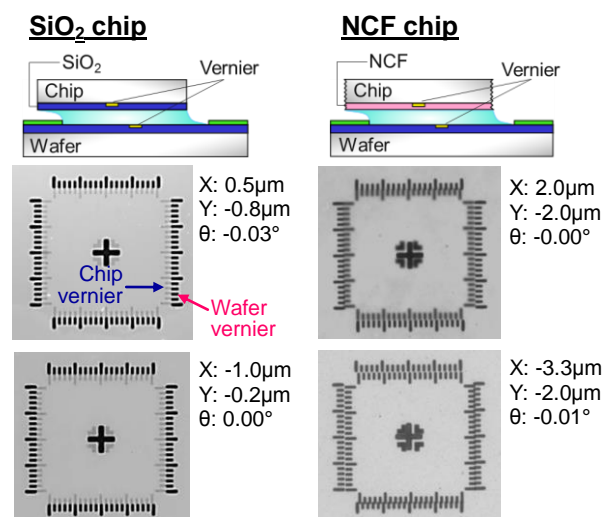 SiO₂ chip
SiO₂
Vernier
Chip
Wafer
X: 0.5μm
Y: -0.8μm
θ: -0.03°
Chip
vernier
Wafer
vernier
X: -1.0μm
Y: -0.2μm
θ: 0.00°
NCF chip
NCF
Vernier
Chip
Wafer
X: 2.0μm
Y: -2.0μm
θ: -0.00°
X: -3.3μm
Y: -2.0μm
θ: -0.01°